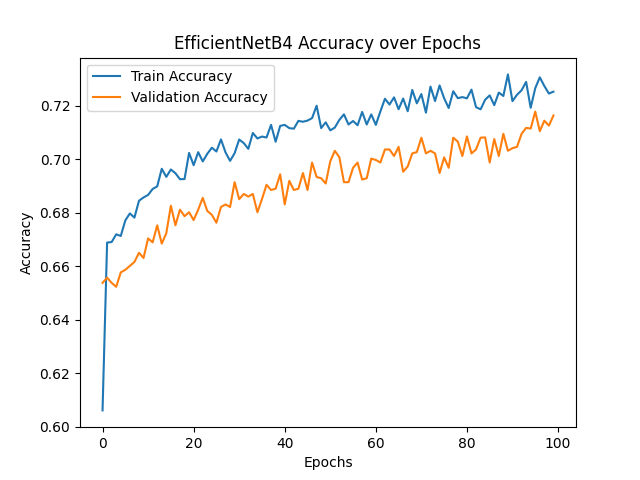 EfficientNetB4 Accuracy over Epochs
Train Accuracy
Validation Accuracy
0.72
0.70
0.68
0.66
0.64
0.62
0.60
Accuracy
0
20
40
60
80
100
Epochs